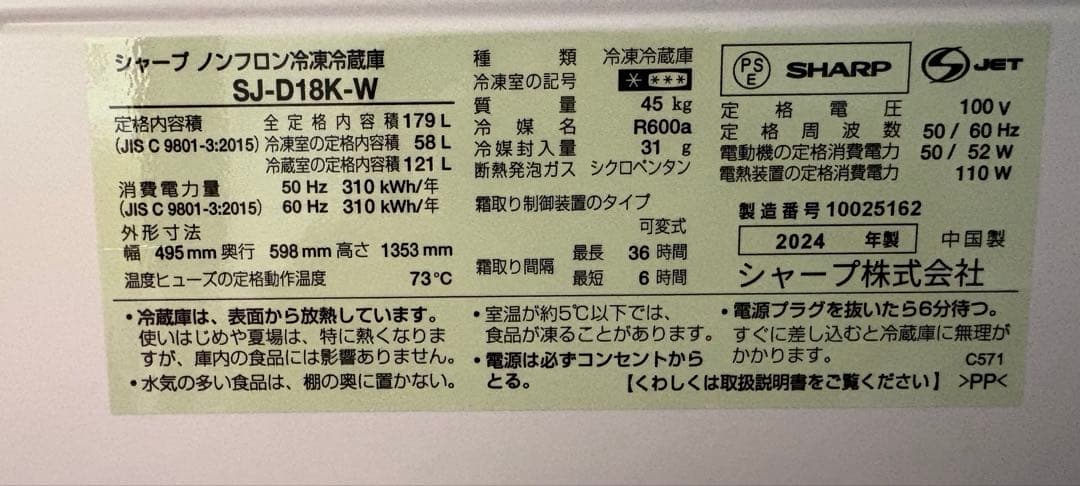 シャープ ノンフロン冷凍冷蔵庫
SJ-D18K-W
定格内容積 全定格内容積 179 L
(JIS C 9801-3:2015) 冷凍室の定格内容積 58 L
冷蔵室の定格内容積 121 L
消費電力量 50 Hz 310 kWh/年
(JIS C 9801-3:2015) 60 Hz 310 kWh/年
外形寸法
幅 495 mm 奥行 598 mm 高さ 1353 mm
温度ヒューズの定格動作温度 73℃
種類 冷凍冷蔵庫
冷凍室の記号 * ***
質量 45 kg
冷媒名 R600a
冷媒封入量 31 g
断熱発泡ガス シクロペンタン
霜取り制御装置のタイプ
可変式
霜取り間隔 最長 36 時間
最短 6 時間
PSE SHARP S JET
定格電圧 100 V
定格周波数 50 / 60 Hz
電動機の定格消費電力 50 / 52 W
電熱装置の定格消費電力 110 W
製造番号 10025162
2024 年製 中国製
シャープ株式会社
・冷蔵庫は、表面から放熱しています。
使いはじめや夏場は、特に熱くなりま
すが、庫内の食品には影響ありません。
・水気の多い食品は、棚の奥に置かない。
・室温が約5℃以下では、
食品が凍ることがあります。
・電源は必ずコンセントから
とる。
・電源プラグを抜いたら6分待つ。
すぐに差し込むと冷蔵庫に無理が
かかります。
C571
【くわしくは取扱説明書をご覧ください】 >PP<